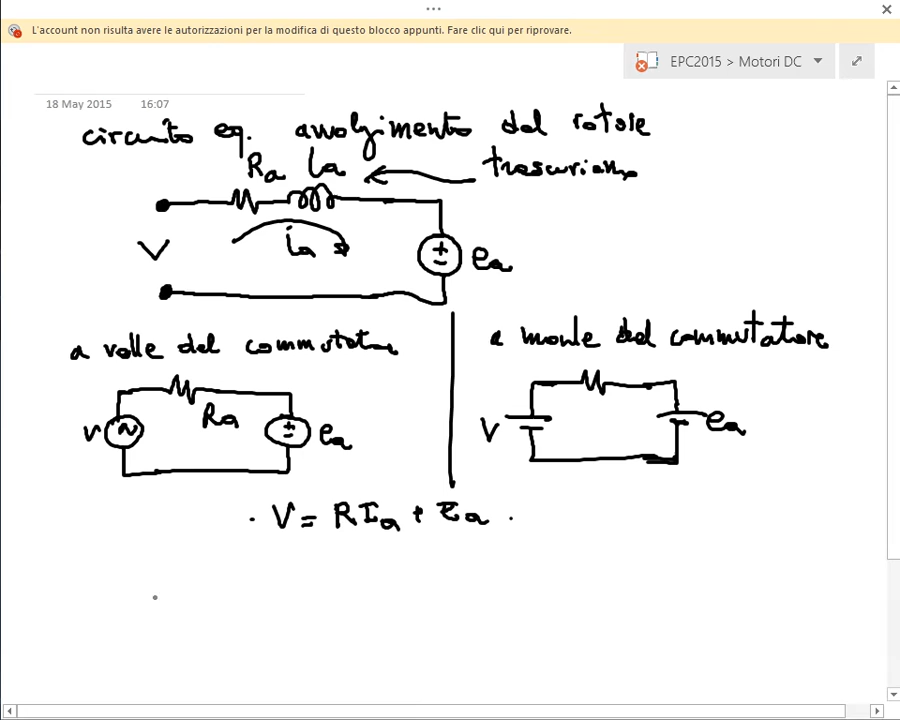 L'account non risulta avere le autorizzazioni per la modifica di questo blocco appunti. Fare clic qui per riprovare.
EPC2015 > Motori DC
18 May 2015 16:07
circuito eq. avvolgimento del rotore
Ra La trascuriamo
V ia ea
a valle del commutatore
a monte del commutatore
v Ra ea
V ea
V = RIa + Ea